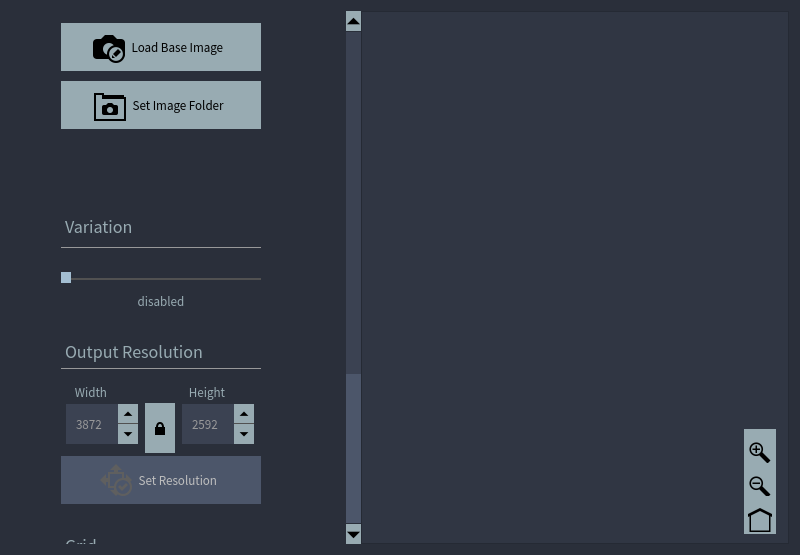 Load Base Image
Set Image Folder
Variation
disabled
Output Resolution
Width Height
3872 2592
Set Resolution
Grid